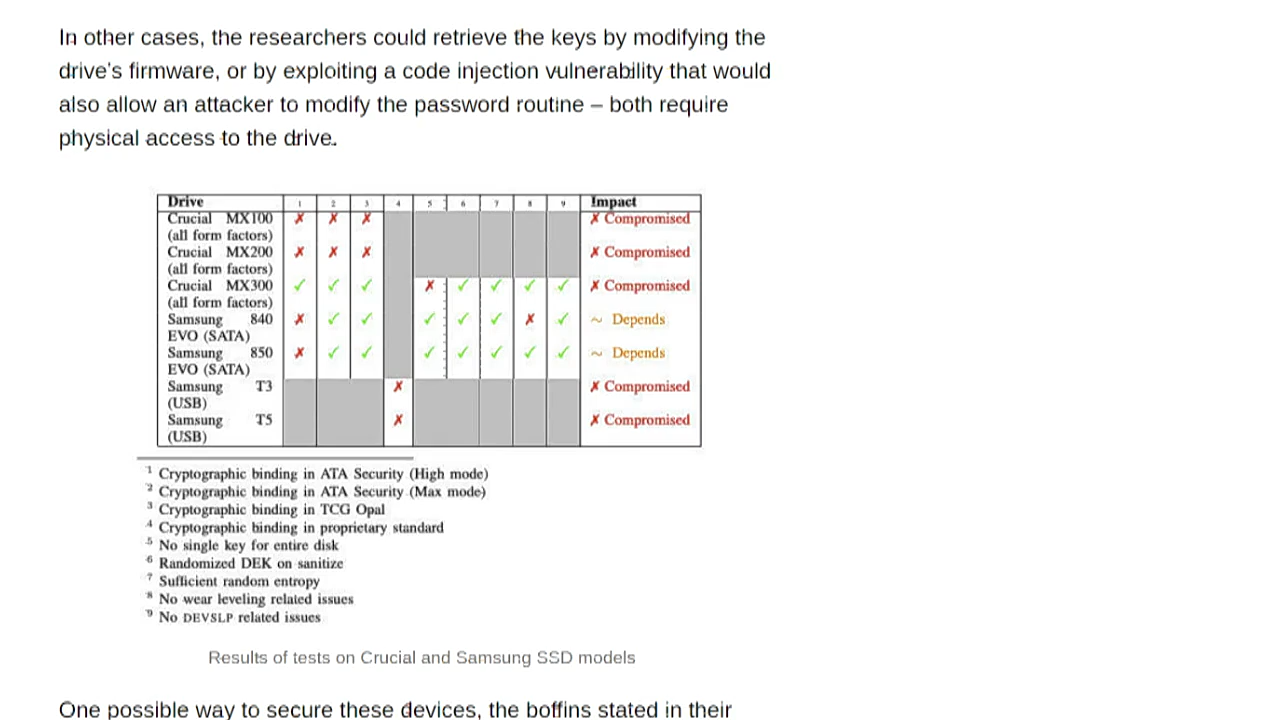 In other cases, the researchers could retrieve the keys by modifying the
drive's firmware, or by exploiting a code injection vulnerability that would
also allow an attacker to modify the password routine – both require
physical access to the drive.
Drive 1 2 3 4 5 6 7 8 9 Impact
Crucial MX100 ✗ ✗ ✗ ✗ Compromised
(all form factors)
Crucial MX200 ✗ ✗ ✗ ✗ Compromised
(all form factors)
Crucial MX300 ✓ ✓ ✓ ✗ ✓ ✓ ✓ ✓ ✗ Compromised
(all form factors)
Samsung 840 ✗ ✓ ✓ ✓ ✓ ✓ ✗ ✓ ~ Depends
EVO (SATA)
Samsung 850 ✗ ✓ ✓ ✓ ✓ ✓ ✓ ✓ ~ Depends
EVO (SATA)
Samsung T3 ✗ ✗ Compromised
(USB)
Samsung T5 ✗ ✗ Compromised
(USB)
1 Cryptographic binding in ATA Security (High mode)
2 Cryptographic binding in ATA Security (Max mode)
3 Cryptographic binding in TCG Opal
4 Cryptographic binding in proprietary standard
5 No single key for entire disk
6 Randomized DEK on sanitize
7 Sufficient random entropy
8 No wear leveling related issues
9 No DEVSLP related issues
Results of tests on Crucial and Samsung SSD models
One possible way to secure these devices, the boffins stated in their